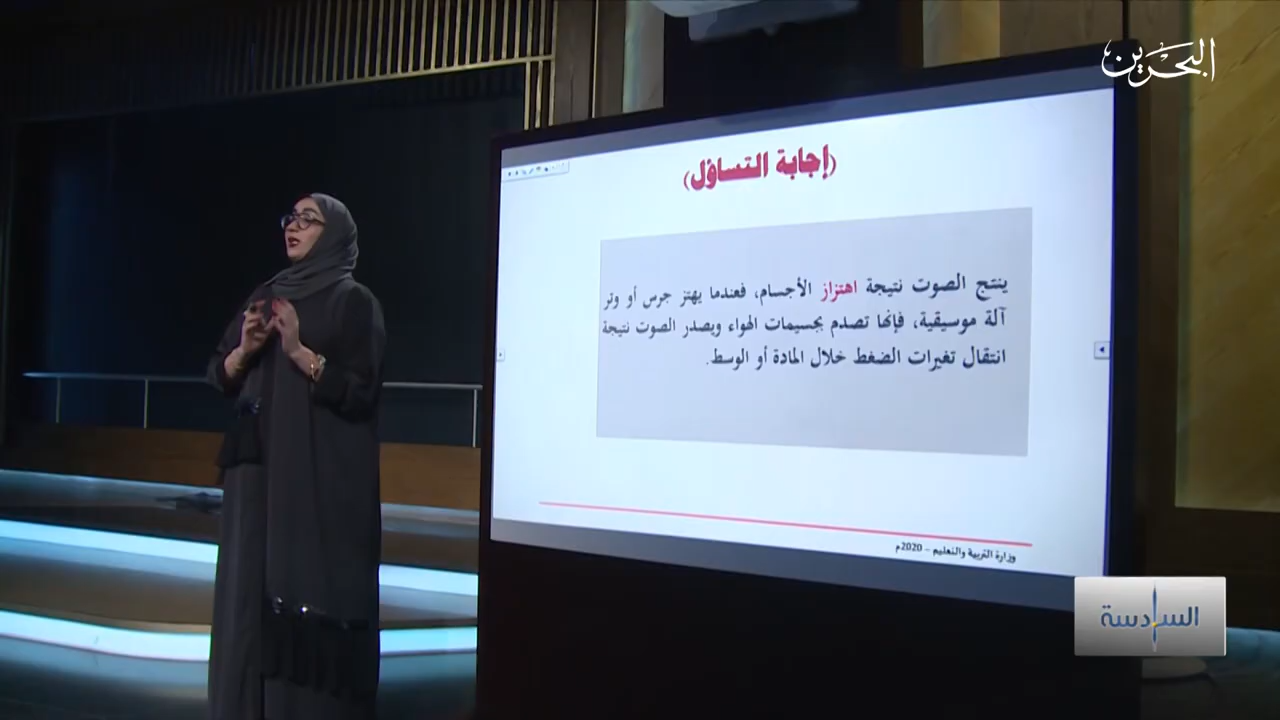 البحرين
(إجابة التساؤل)
ينتج الصوت نتيجة اهتزاز الأجسام، فعندما يهتز جرس أو وتر
آلة موسيقية، فإنها تصدم بجسيمات الهواء ويصدر الصوت نتيجة
انتقال تغيرات الضغط خلال المادة أو الوسط.
وزارة التربية والتعليم - 2020م
السادسة